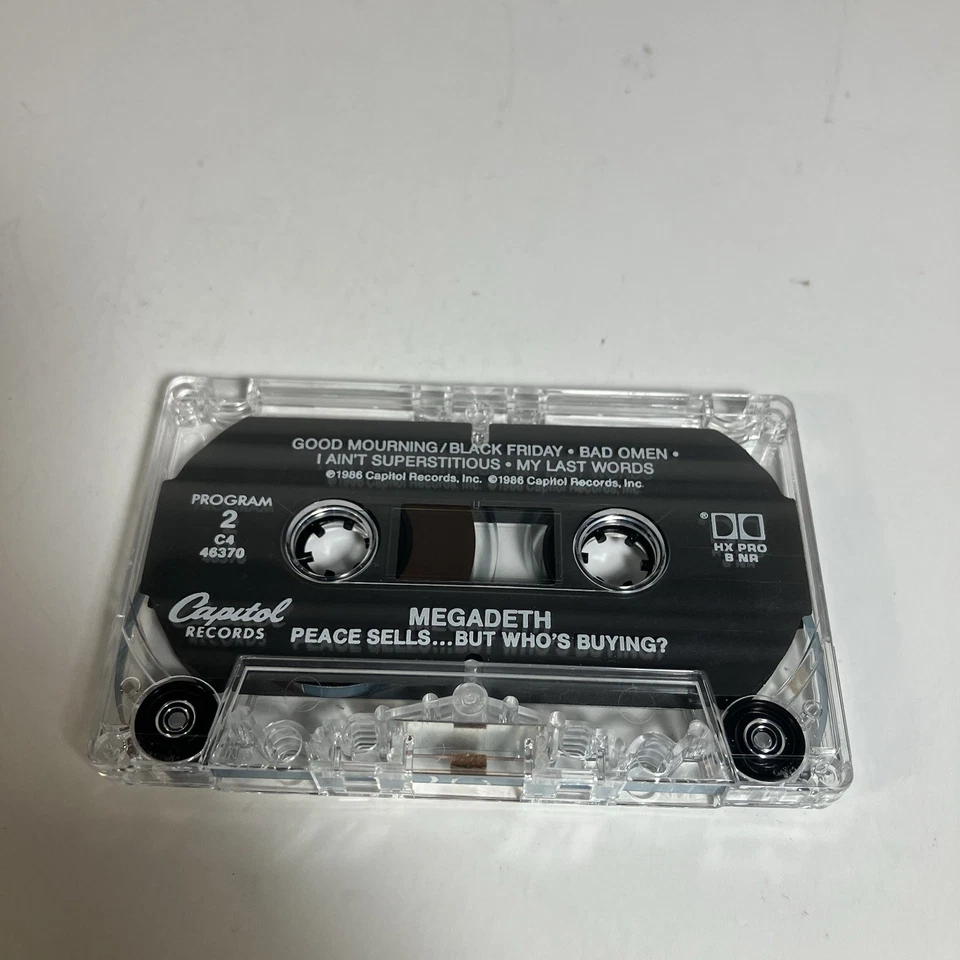 GOOD MOURNING/BLACK FRIDAY • BAD OMEN •
I AIN'T SUPERSTITIOUS • MY LAST WORDS
℗1986 Capitol Records, Inc. ©1986 Capitol Records, Inc.
PROGRAM
2
C4
46370
®
HX PRO
B NR
Capitol
RECORDS
MEGADETH
PEACE SELLS...BUT WHO'S BUYING?